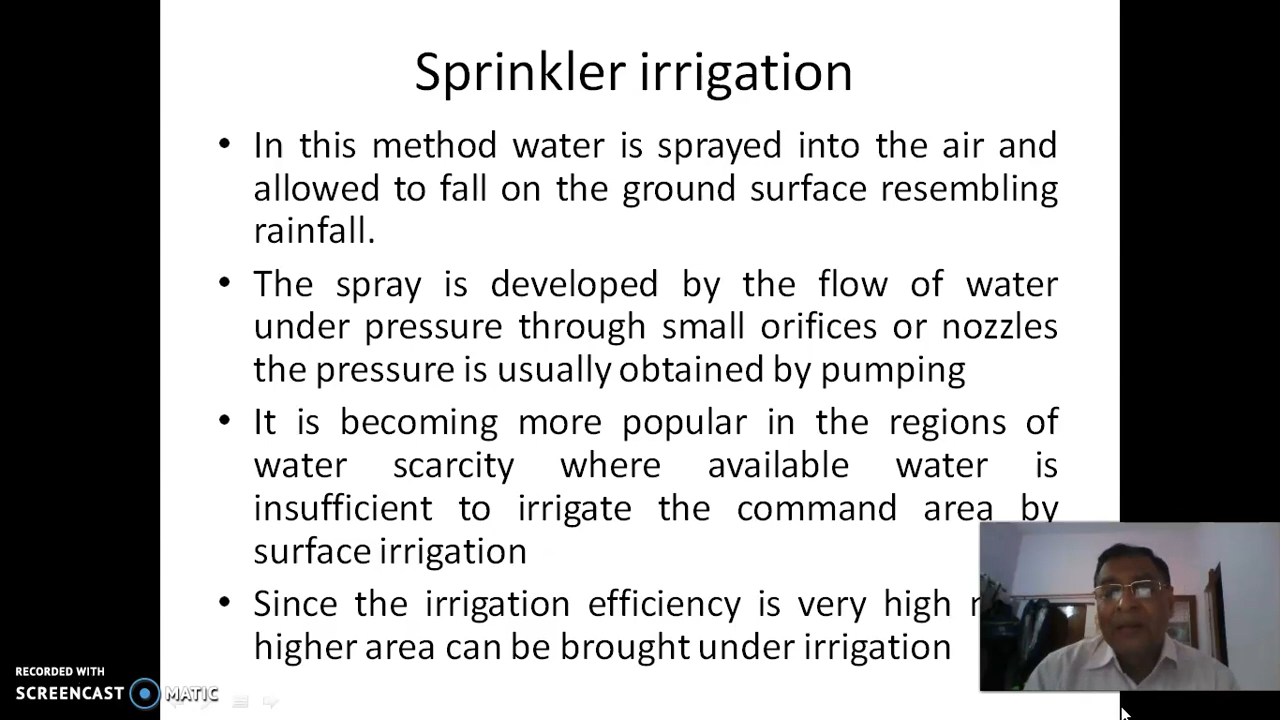 Sprinkler irrigation
• In this method water is sprayed into the air and
allowed to fall on the ground surface resembling
rainfall.
• The spray is developed by the flow of water
under pressure through small orifices or nozzles
the pressure is usually obtained by pumping
• It is becoming more popular in the regions of
water scarcity where available water is
insufficient to irrigate the command area by
surface irrigation
• Since the irrigation efficiency is very high
higher area can be brought under irrigation
RECORDED WITH
SCREENCAST MATIC